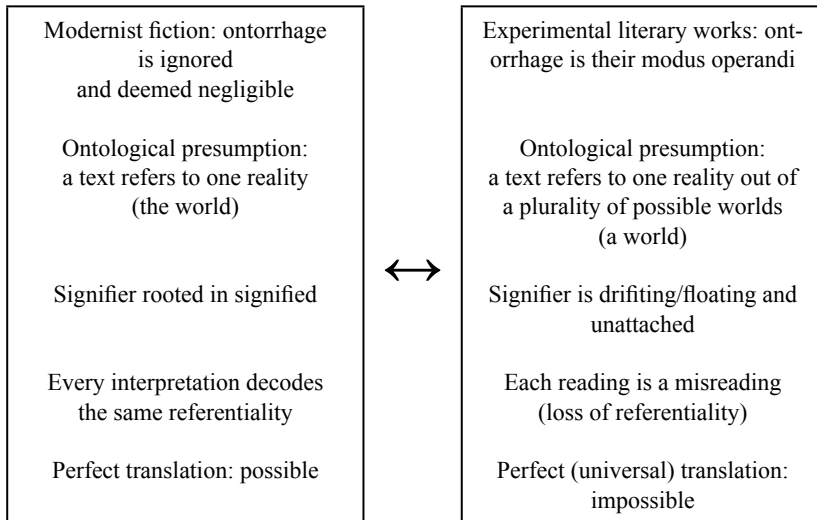 Modernist fiction: ontorrhage
is ignored
and deemed negligible
Ontological presumption:
a text refers to one reality
(the world)
Signifier rooted in signified
Every interpretation decodes
the same referentiality
Perfect translation: possible
↔
Experimental literary works: ont-
orrhage is their modus operandi
Ontological presumption:
a text refers to one reality out of
a plurality of possible worlds
(a world)
Signifier is drifiting/floating and
unattached
Each reading is a misreading
(loss of referentiality)
Perfect (universal) translation:
impossible